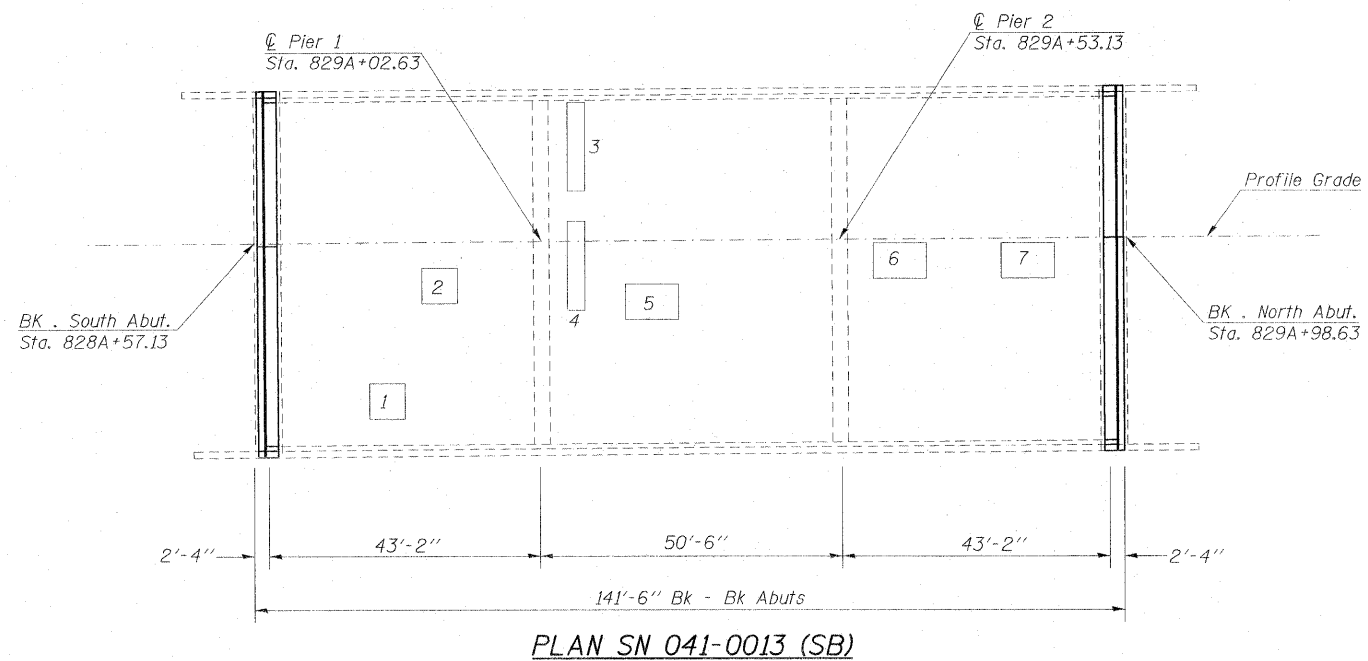 ℄ Pier 2
Sta. 829A+53.13
℄ Pier 1
Sta. 829A+02.63
3
Profile Grade
2
6
7
5
4
BK . South Abut.
Sta. 828A+57.13
BK . North Abut.
Sta. 829A+98.63
1
2'-4"
43'-2"
50'-6"
43'-2"
2'-4"
141'-6" Bk - Bk Abuts
PLAN SN 041-0013 (SB)